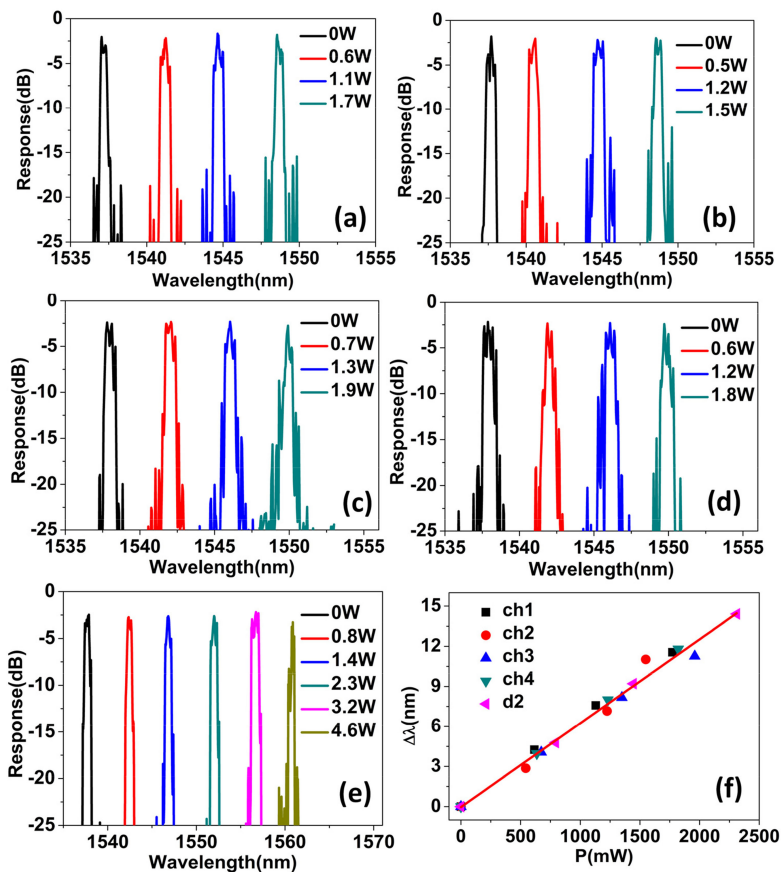 Response(dB)
0
-5
-10
-15
-20
-25
0W
0.6W
1.1W
1.7W
(a)
1535 1540 1545 1550 1555
Wavelength(nm)
Response(dB)
0
-5
-10
-15
-20
-25
0W
0.5W
1.2W
1.5W
(b)
1535 1540 1545 1550 1555
Wavelength(nm)
Response(dB)
0
-5
-10
-15
-20
-25
0W
0.7W
1.3W
1.9W
(c)
1535 1540 1545 1550 1555
Wavelength(nm)
Response(dB)
0
-5
-10
-15
-20
-25
0W
0.6W
1.2W
1.8W
(d)
1535 1540 1545 1550 1555
Wavelength(nm)
Response(dB)
0
-5
-10
-15
-20
-25
0W
0.8W
1.4W
2.3W
3.2W
4.6W
(e)
1540 1550 1560 1570
Wavelength(nm)
Δλ(nm)
15
12
9
6
3
0
ch1
ch2
ch3
ch4
d2
(f)
0 500 1000 1500 2000 2500
P(mW)